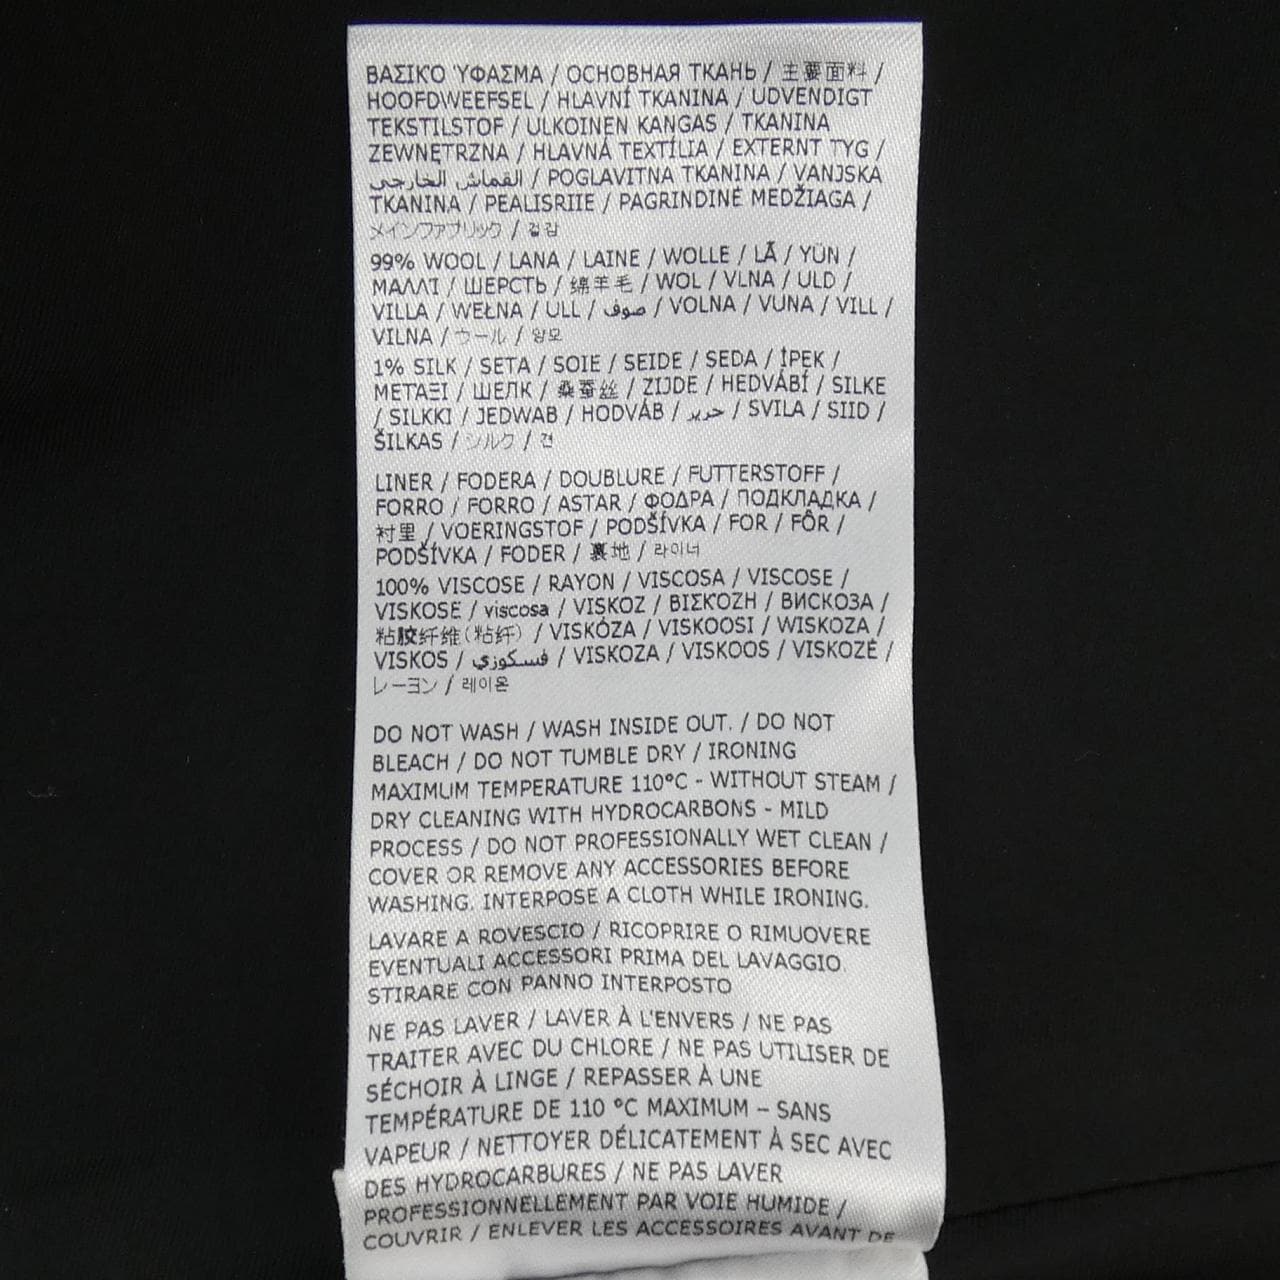 ΒΑΣΙΚΌ ΎΦΑΣΜΑ / ОСНОВНАЯ ТКАНЬ / 主要面料 /
HOOFDWEEFSEL / HLAVNÍ TKANINA / UDVENDIGT
TEKSTILSTOF / ULKOINEN KANGAS / TKANINA
ZEWNĘTRZNA / HLAVNÁ TEXTÍLIA / EXTERNT TYG /
القماش الخارجي / POGLAVITNA TKANINA / VANJSKA
TKANINA / PEALISRIIE / PAGRINDINĖ MEDŽIAGA /
メインファブリック / 겉감
99% WOOL / LANA / LAINE / WOLLE / LÃ / YÜN /
ΜΑΛΛΊ / ШЕРСТЬ / 绵羊毛 / WOL / VLNA / ULD /
VILLA / WEŁNA / ULL / صوف / VOLNA / VUNA / VILL /
VILNA / ウール / 양모
1% SILK / SETA / SOIE / SEIDE / SEDA / İPEK /
ΜΕΤΆΞΙ / ШЕЛК / 桑蚕丝 / ZIJDE / HEDVÁBÍ / SILKE
/ SILKKI / JEDWAB / HODVÁB / حرير / SVILA / SIID /
ŠILKAS / シルク / 견
LINER / FODERA / DOUBLURE / FUTTERSTOFF /
FORRO / FORRO / ASTAR / ΦΟΔΡΑ / ПОДКЛАДКА /
衬里 / VOERINGSTOF / PODŠÍVKA / FOR / FÔR /
PODŠÍVKA / FODER / 裏地 / 라이너
100% VISCOSE / RAYON / VISCOSA / VISCOSE /
VISKOSE / viscosa / VISKOZ / ΒΙΣΚΟΖΗ / ВИСКОЗА /
粘胶纤维(粘纤) / VISKÓZA / VISKOOSI / WISKOZA /
VISKOS / فسكوزي / VISKOZA / VISKOOS / VISKOZĖ /
レーヨン / 레이온
DO NOT WASH / WASH INSIDE OUT. / DO NOT
BLEACH / DO NOT TUMBLE DRY / IRONING
MAXIMUM TEMPERATURE 110°C - WITHOUT STEAM /
DRY CLEANING WITH HYDROCARBONS - MILD
PROCESS / DO NOT PROFESSIONALLY WET CLEAN /
COVER OR REMOVE ANY ACCESSORIES BEFORE
WASHING. INTERPOSE A CLOTH WHILE IRONING.
LAVARE A ROVESCIO / RICOPRIRE O RIMUOVERE
EVENTUALI ACCESSORI PRIMA DEL LAVAGGIO.
STIRARE CON PANNO INTERPOSTO
NE PAS LAVER / LAVER À L'ENVERS / NE PAS
TRAITER AVEC DU CHLORE / NE PAS UTILISER DE
SÉCHOIR À LINGE / REPASSER À UNE
TEMPÉRATURE DE 110 °C MAXIMUM – SANS
VAPEUR / NETTOYER DÉLICATEMENT À SEC AVEC
DES HYDROCARBURES / NE PAS LAVER
PROFESSIONNELLEMENT PAR VOIE HUMIDE /
COUVRIR / ENLEVER LES ACCESSOIRES AVANT DE